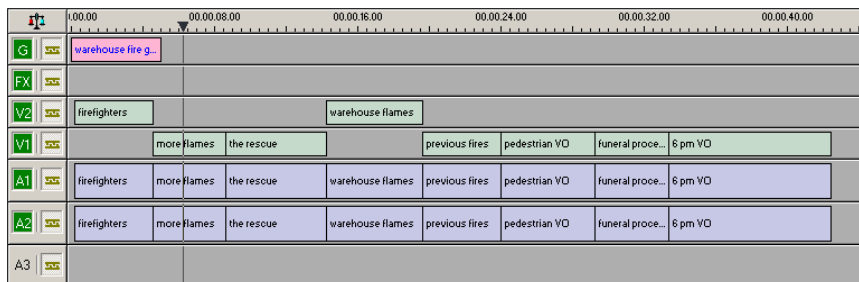 :00.00 00.00.08.00 00.00.16.00 00.00.24.00 00.00.32.00 00.00.40.00
G warehouse fire g...
FX
V2 firefighters warehouse flames
V1 more flames the rescue previous fires pedestrian VO funeral proce... 6 pm VO
A1 firefighters more flames the rescue warehouse flames previous fires pedestrian VO funeral proce... 6 pm VO
A2 firefighters more flames the rescue warehouse flames previous fires pedestrian VO funeral proce... 6 pm VO
A3